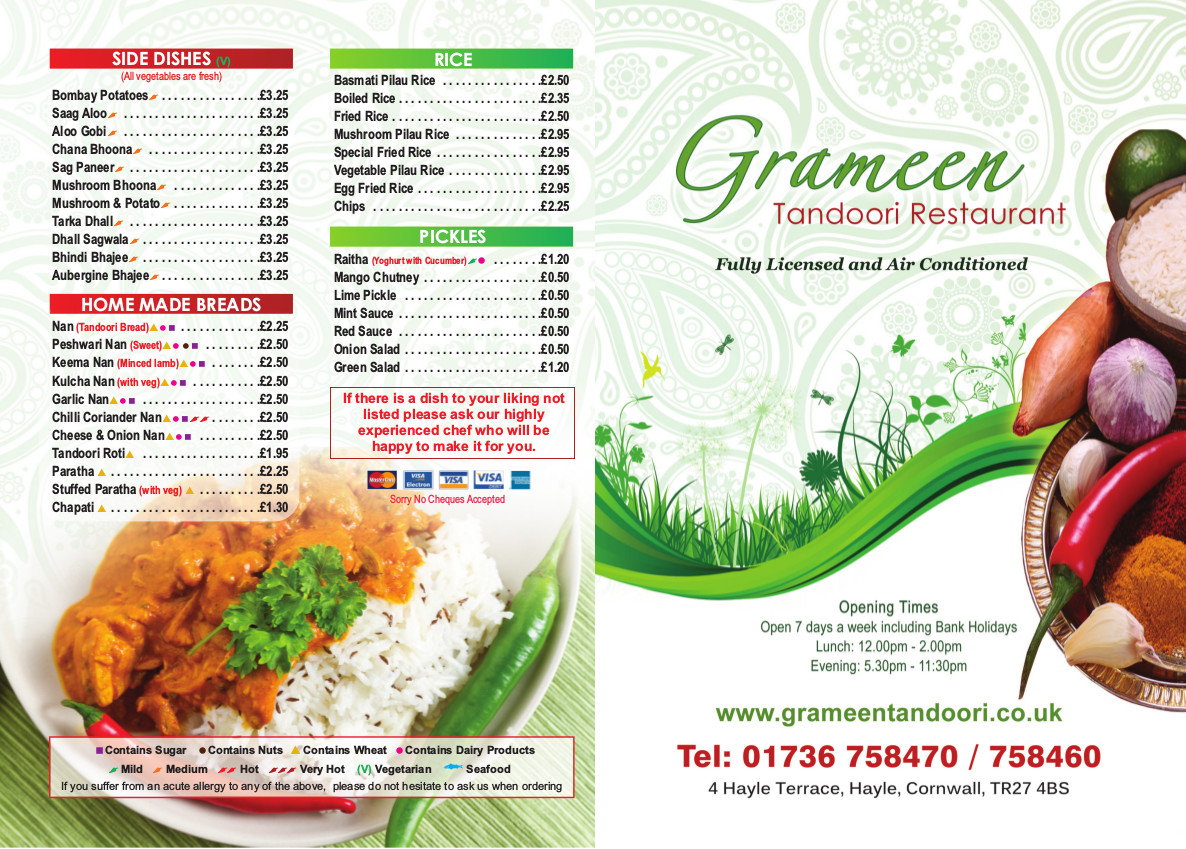 SIDE DISHES (V)
(All vegetables are fresh)
Bombay Potatoes . . . . . . . . . . . . . . . .£3.25
Saag Aloo . . . . . . . . . . . . . . . . . . . . . .£3.25
Aloo Gobi . . . . . . . . . . . . . . . . . . . . . .£3.25
Chana Bhoona . . . . . . . . . . . . . . . . . .£3.25
Sag Paneer . . . . . . . . . . . . . . . . . . . . .£3.25
Mushroom Bhoona . . . . . . . . . . . . . .£3.25
Mushroom & Potato . . . . . . . . . . . . . .£3.25
Tarka Dhall . . . . . . . . . . . . . . . . . . . . .£3.25
Dhall Sagwala . . . . . . . . . . . . . . . . . . .£3.25
Bhindi Bhajee . . . . . . . . . . . . . . . . . . .£3.25
Aubergine Bhajee . . . . . . . . . . . . . . . .£3.25
HOME MADE BREADS
Nan (Tandoori Bread) . . . . . . . . . . . . .£2.25
Peshwari Nan (Sweet) . . . . . . . . .£2.50
Keema Nan (Minced lamb) . . . . . . . .£2.50
Kulcha Nan (with veg) . . . . . . . . . . .£2.50
Garlic Nan . . . . . . . . . . . . . . . . . . .£2.50
Chilli Coriander Nan . . . . . . . .£2.50
Cheese & Onion Nan . . . . . . . . . .£2.50
Tandoori Roti . . . . . . . . . . . . . . . . . . .£1.95
Paratha . . . . . . . . . . . . . . . . . . . . . . . .£2.25
Stuffed Paratha (with veg) . . . . . . . . . .£2.50
Chapati . . . . . . . . . . . . . . . . . . . . . . . .£1.30
RICE
Basmati Pilau Rice . . . . . . . . . . . . . . . .£2.50
Boiled Rice . . . . . . . . . . . . . . . . . . . . . . .£2.35
Fried Rice . . . . . . . . . . . . . . . . . . . . . . . .£2.50
Mushroom Pilau Rice . . . . . . . . . . . . . .£2.95
Special Fried Rice . . . . . . . . . . . . . . . . .£2.95
Vegetable Pilau Rice . . . . . . . . . . . . . . .£2.95
Egg Fried Rice . . . . . . . . . . . . . . . . . . . .£2.95
Chips . . . . . . . . . . . . . . . . . . . . . . . . . . .£2.25
PICKLES
Raitha (Yoghurt with Cucumber) . . . . . . . .£1.20
Mango Chutney . . . . . . . . . . . . . . . . . . .£0.50
Lime Pickle . . . . . . . . . . . . . . . . . . . . . .£0.50
Mint Sauce . . . . . . . . . . . . . . . . . . . . . . .£0.50
Red Sauce . . . . . . . . . . . . . . . . . . . . . . .£0.50
Onion Salad . . . . . . . . . . . . . . . . . . . . . .£0.50
Green Salad . . . . . . . . . . . . . . . . . . . . . .£1.20
If there is a dish to your liking not
listed please ask our highly
experienced chef who will be
happy to make it for you.
MasterCard VISA Electron VISA VISA DEBIT
Sorry No Cheques Accepted
Contains Sugar Contains Nuts Contains Wheat Contains Dairy Products
Mild Medium Hot Very Hot (V) Vegetarian Seafood
If you suffer from an acute allergy to any of the above, please do not hesitate to ask us when ordering
Grameen
Tandoori Restaurant
Fully Licensed and Air Conditioned
Opening Times
Open 7 days a week including Bank Holidays
Lunch: 12.00pm - 2.00pm
Evening: 5.30pm - 11:30pm
www.grameentandoori.co.uk
Tel: 01736 758470 / 758460
4 Hayle Terrace, Hayle, Cornwall, TR27 4BS